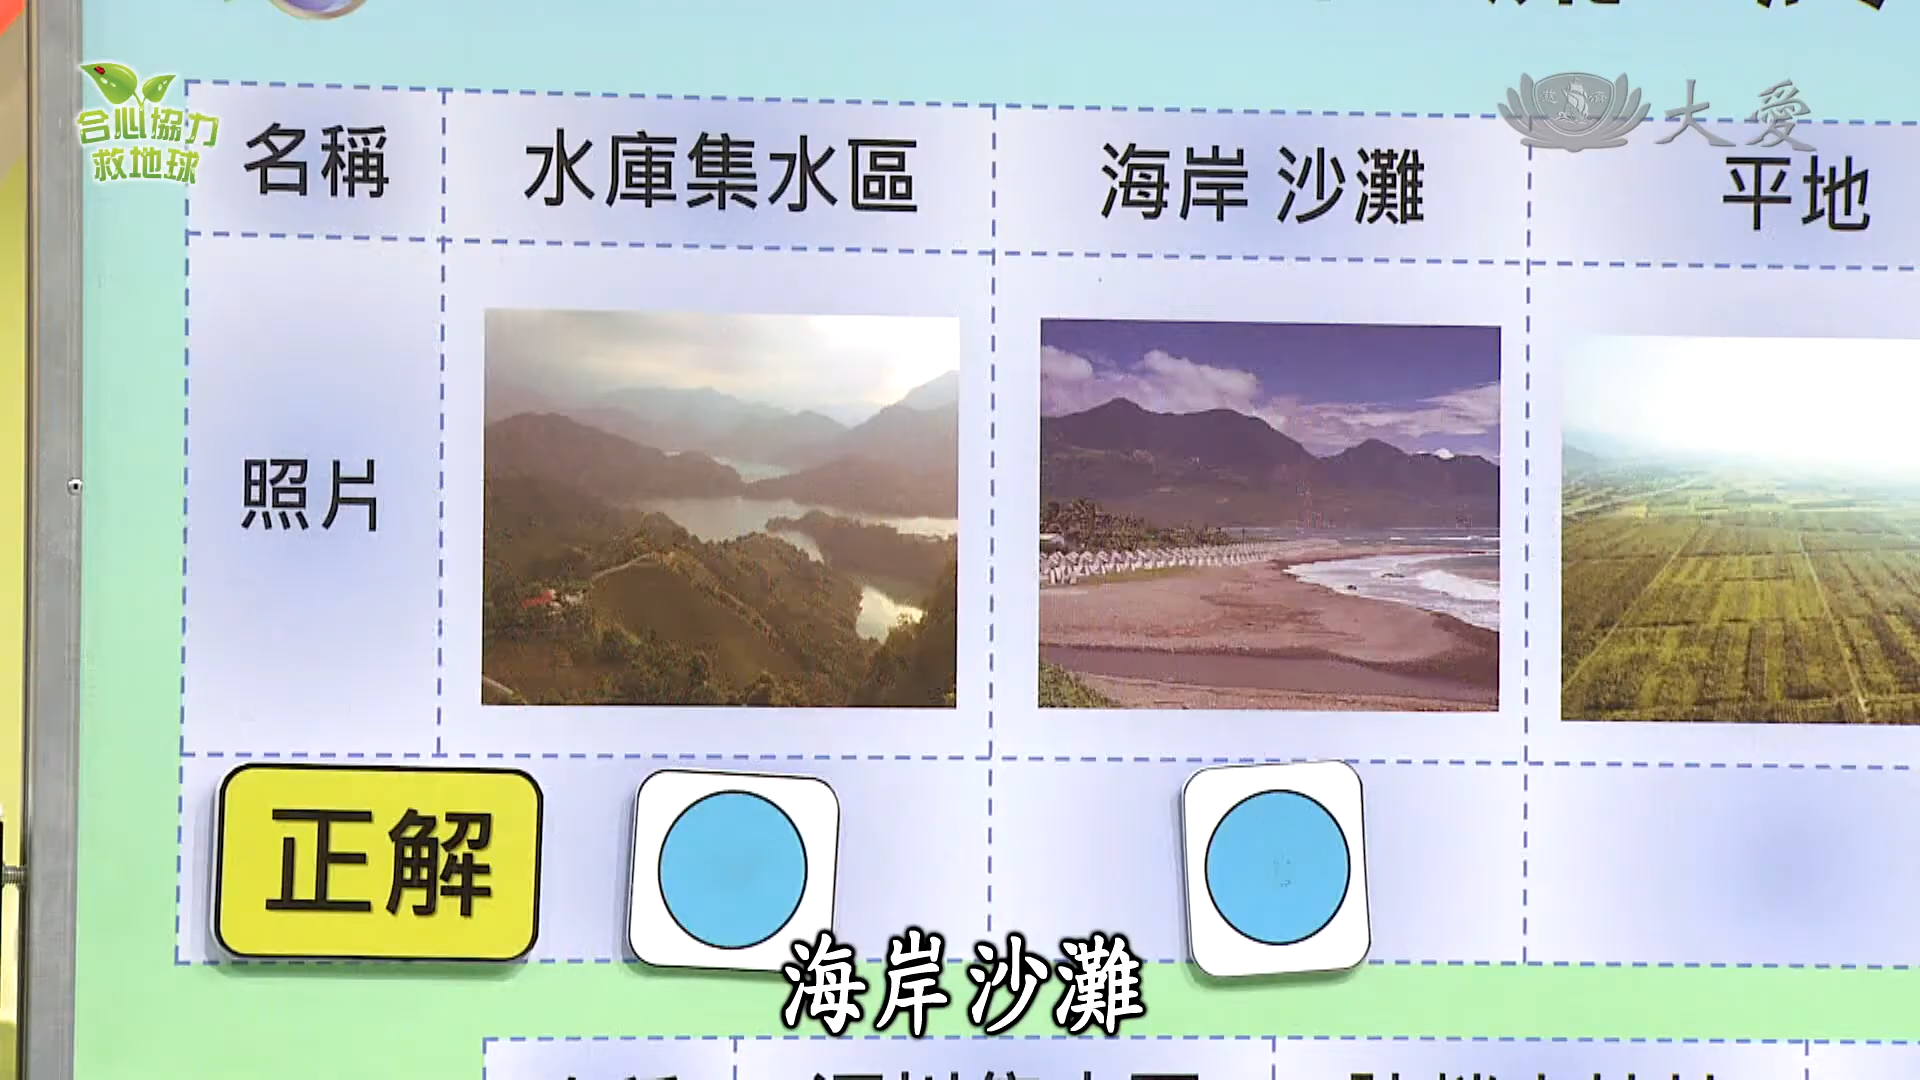 合心協力
救地球
大愛
名稱 水庫集水區 海岸 沙灘 平地
照片
正解
海岸沙灘